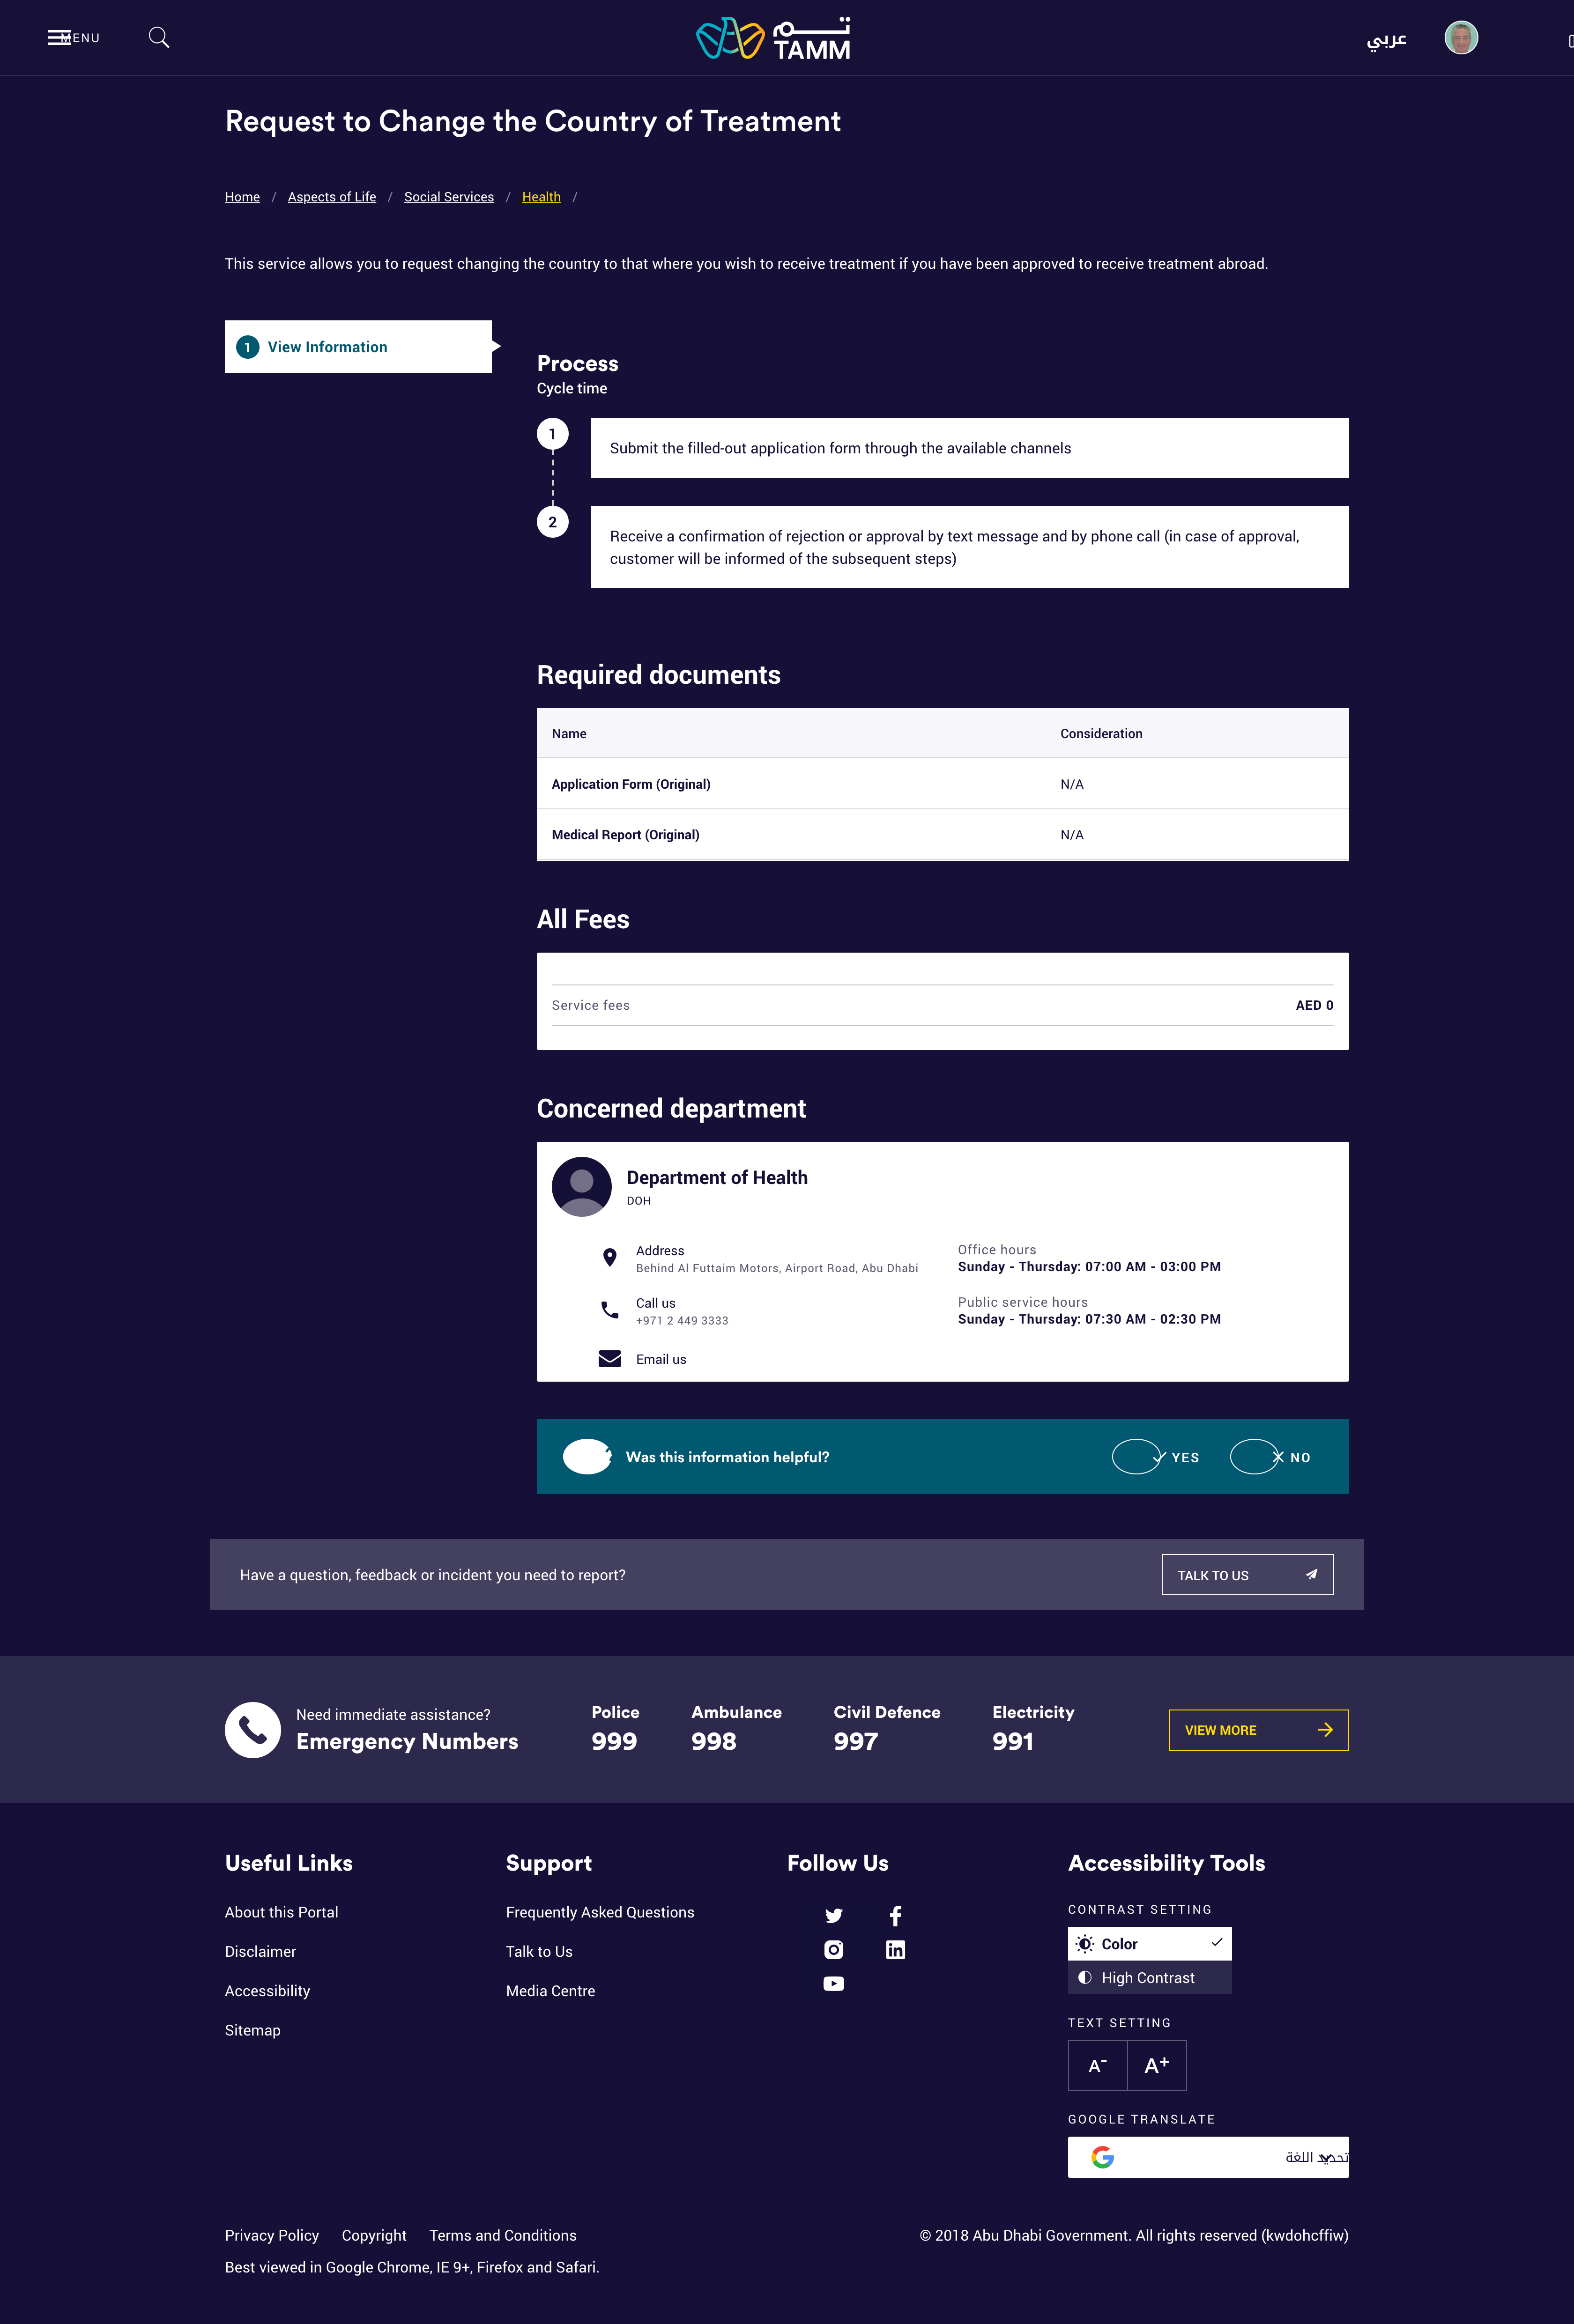 MENU
تم
TAMM
عربي
Request to Change the Country of Treatment
Home / Aspects of Life / Social Services / Health /
This service allows you to request changing the country to that where you wish to receive treatment if you have been approved to receive treatment abroad.
1 View Information
Process
Cycle time
1
Submit the filled-out application form through the available channels
2
Receive a confirmation of rejection or approval by text message and by phone call (in case of approval,
customer will be informed of the subsequent steps)
Required documents
Name Consideration
Application Form (Original) N/A
Medical Report (Original) N/A
All Fees
Service fees AED 0
Concerned department
Department of Health
DOH
Address
Behind Al Futtaim Motors, Airport Road, Abu Dhabi
Office hours
Sunday - Thursday: 07:00 AM - 03:00 PM
Call us
+971 2 449 3333
Public service hours
Sunday - Thursday: 07:30 AM - 02:30 PM
Email us
Was this information helpful? YES NO
Have a question, feedback or incident you need to report? TALK TO US
Need immediate assistance?
Emergency Numbers
Police
999
Ambulance
998
Civil Defence
997
Electricity
991
VIEW MORE
Useful Links
About this Portal
Disclaimer
Accessibility
Sitemap
Support
Frequently Asked Questions
Talk to Us
Media Centre
Follow Us
Accessibility Tools
CONTRAST SETTING
Color
High Contrast
TEXT SETTING
A- A+
GOOGLE TRANSLATE
تحديد اللغة
Privacy Policy Copyright Terms and Conditions
© 2018 Abu Dhabi Government. All rights reserved (kwdohcffiw)
Best viewed in Google Chrome, IE 9+, Firefox and Safari.